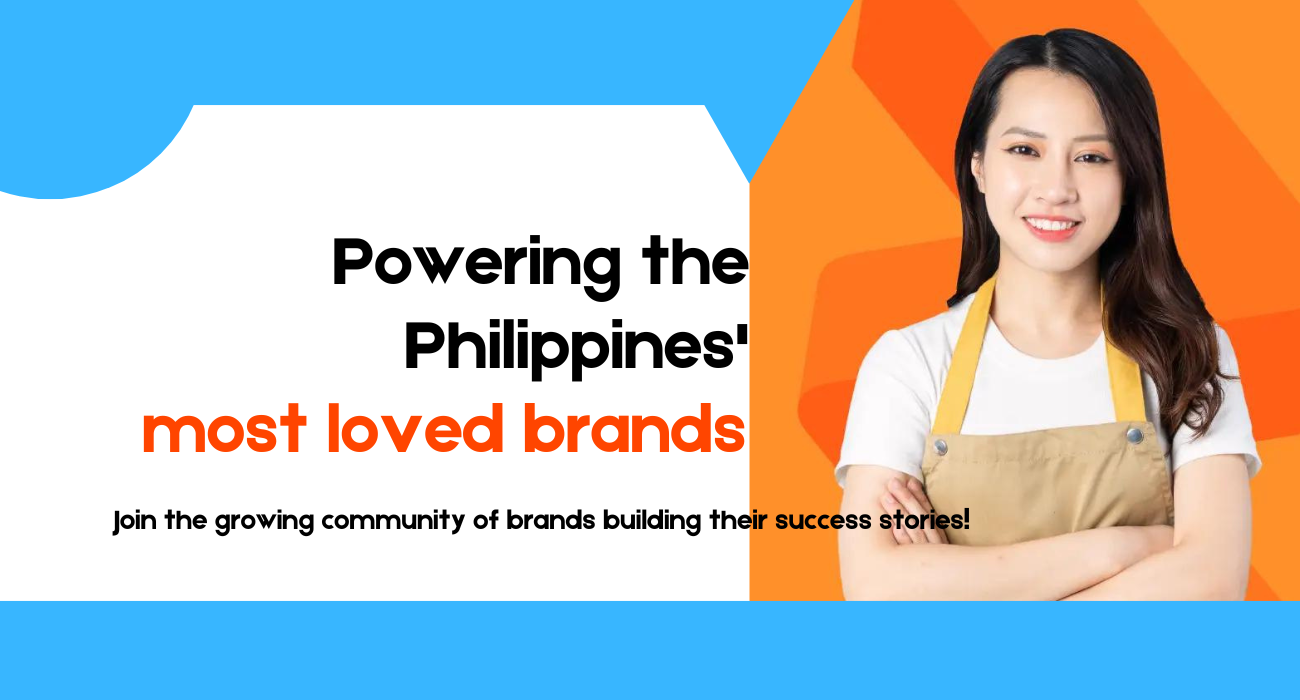 Powering the
Philippines'
most loved brands
Join the growing community of brands building their success stories!